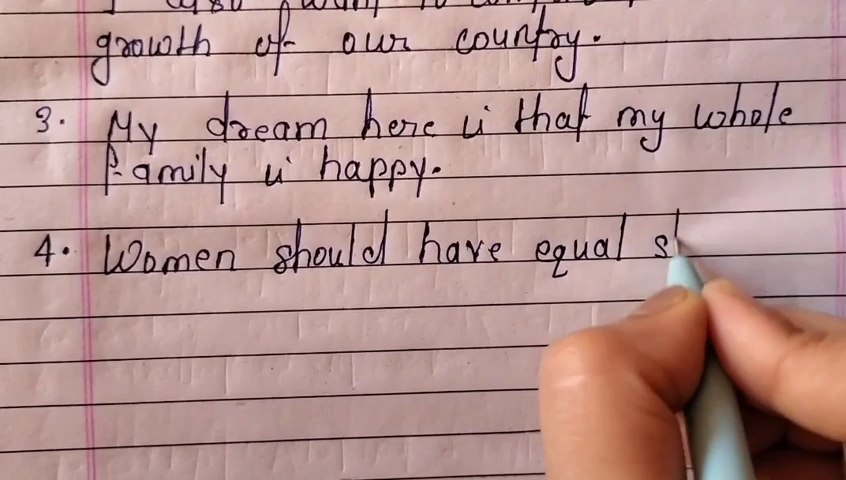 growth of our country.
3. My dream here is that my whole
family is happy.
4. Women should have equal